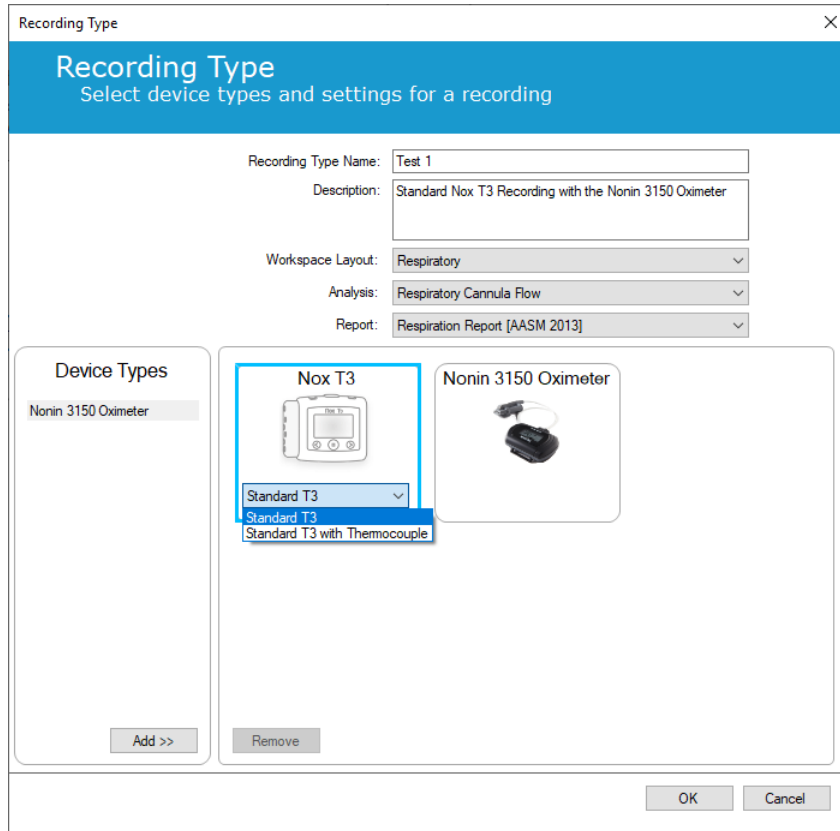 Recording Type
Recording Type
Select device types and settings for a recording
Recording Type Name:
Test 1
Description:
Standard Nox T3 Recording with the Nonin 3150 Oximeter
Workspace Layout:
Respiratory
Analysis:
Respiratory Cannula Flow
Report:
Respiration Report [AASM 2013]
Device Types
Nonin 3150 Oximeter
Add >>
Nox T3
Standard T3
Standard T3
Standard T3 with Thermocouple
Nonin 3150 Oximeter
Remove
OK
Cancel